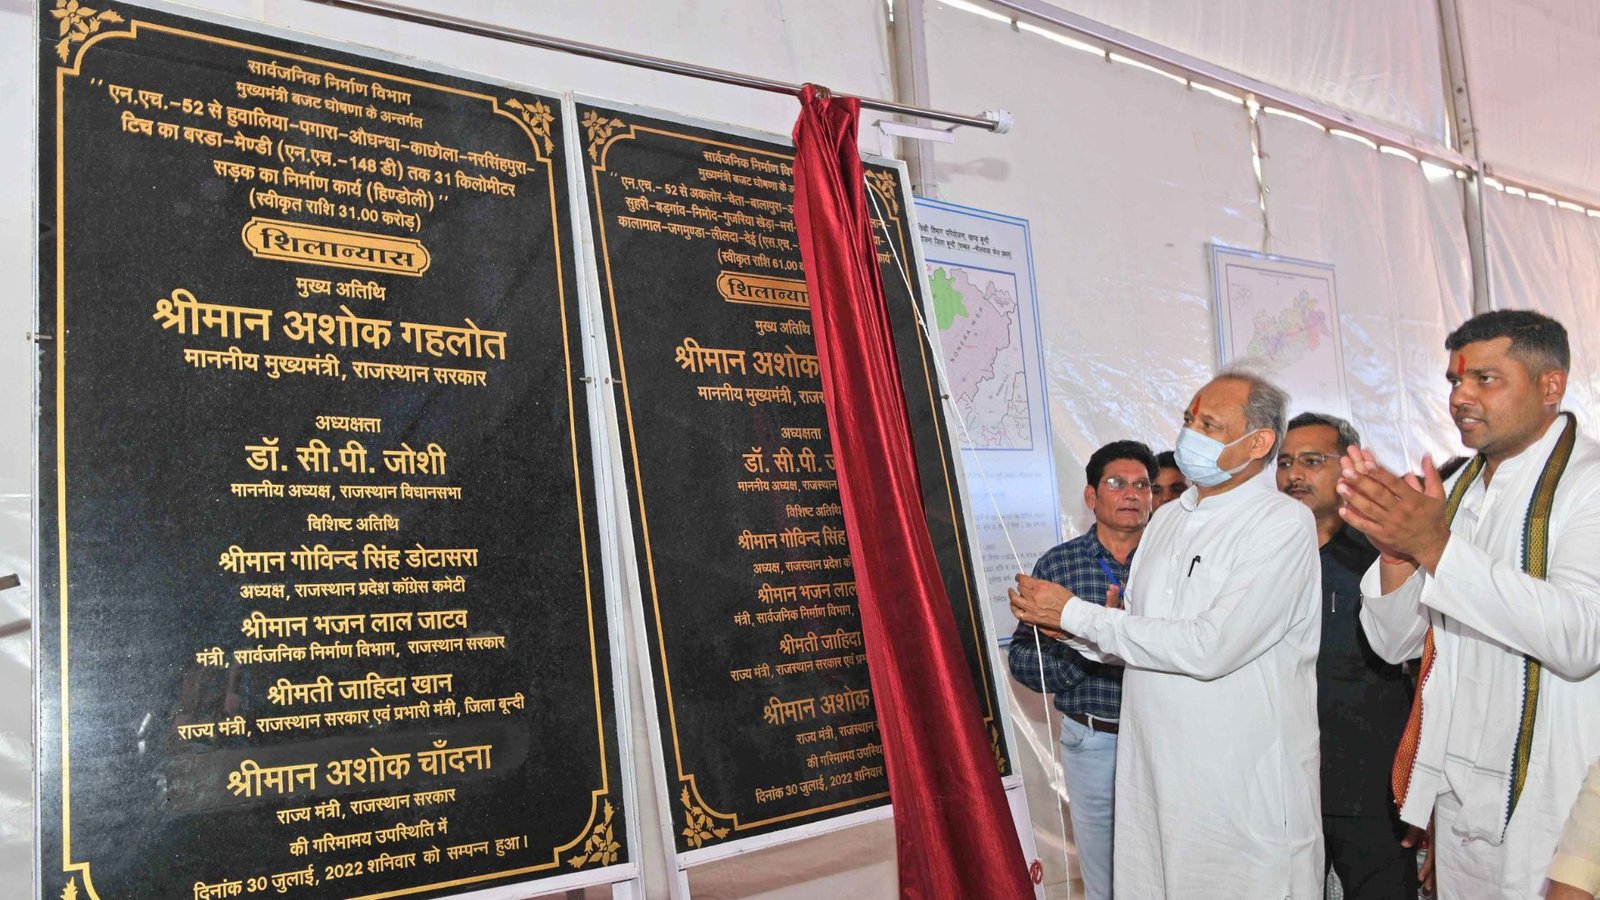 सार्वजनिक निर्माण विभाग
मुख्यमंत्री बजट घोषणा के अन्तर्गत
'' एन.एच.–52 से हुवालिया–पगारा–औधन्धा–काछोला–नरसिंहपुरा–
टिच का बरडा–मेण्डी (एन.एच.–148 डी) तक 31 किलोमीटर
सड़क का निर्माण कार्य (हिण्डोली) ''
(स्वीकृत राशि 31.00 करोड़)
शिलान्यास
मुख्य अतिथि
श्रीमान अशोक गहलोत
माननीय मुख्यमंत्री, राजस्थान सरकार
अध्यक्षता
डॉ. सी.पी. जोशी
माननीय अध्यक्ष, राजस्थान विधानसभा
विशिष्ट अतिथि
श्रीमान गोविन्द सिंह डोटासरा
अध्यक्ष, राजस्थान प्रदेश कॉग्रेस कमेटी
श्रीमान भजन लाल जाटव
मंत्री, सार्वजनिक निर्माण विभाग, राजस्थान सरकार
श्रीमती जाहिदा खान
राज्य मंत्री, राजस्थान सरकार एवं प्रभारी मंत्री, जिला बून्दी
श्रीमान अशोक चाँदना
राज्य मंत्री, राजस्थान सरकार
की गरिमामय उपस्थिति में
दिनांक 30 जुलाई, 2022 शनिवार को सम्पन्न हुआ।
सार्वजनिक निर्माण
मुख्यमंत्री बजट घोषणा के
'' एन.एच.– 52 से अकलोर–चेता–बालापुरा–
सुहरी–बड़गांव–निमोद–गुजरिया खेड़ा–
कालामाल–जगमुण्डा–लीलदा–देई (एस.एच.–
(स्वीकृत राशि 61.00
शिलान्या
मुख्य अतिथि
श्रीमान अशोक
माननीय मुख्यमंत्री,
अध्यक्षता
डॉ. सी.पी.
माननीय अध्यक्ष, राजस्थान
विशिष्ट अतिथि
श्रीमान गोविन्द सिंह
अध्यक्ष, राजस्थान प्रदेश
श्रीमान भजन लाल
मंत्री, सार्वजनिक निर्माण विभाग,
श्रीमती जाहिदा
राज्य मंत्री, राजस्थान सरकार एवं
श्रीमान अशोक
राज्य मंत्री, राजस्थान
की गरिमामय उपस्थिति
दिनांक 30 जुलाई, 2022 शनिवार